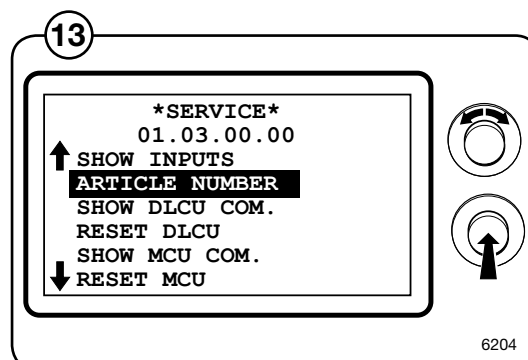 13
*SERVICE*
01.03.00.00
SHOW INPUTS
ARTICLE NUMBER
SHOW DLCU COM.
RESET DLCU
SHOW MCU COM.
RESET MCU
6204